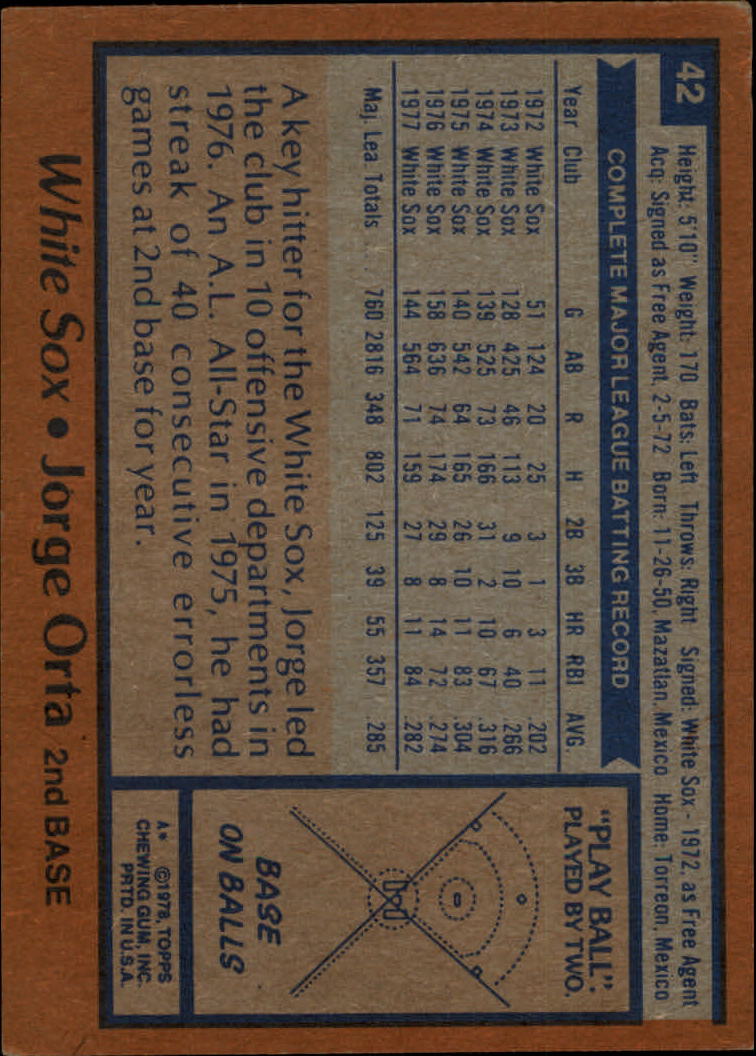 42
Height: 5'10" Weight: 170 Bats: Left Throws: Right Signed: White Sox - 1972, as Free Agent
Acq: Signed as Free Agent, 2-5-72 Born: 11-26-50, Mazatlan, Mexico Home: Torreon, Mexico
COMPLETE MAJOR LEAGUE BATTING RECORD
Year Club G AB R H 2B 3B HR RBI AVG
1972 White Sox 51 124 20 25 3 1 3 11 .202
1973 White Sox 128 425 46 113 9 10 6 40 .266
1974 White Sox 139 525 73 166 31 2 10 67 .316
1975 White Sox 140 542 64 165 26 10 11 83 .304
1976 White Sox 158 636 74 174 29 8 14 72 .274
1977 White Sox 144 564 71 159 27 8 11 84 .282
Maj. Lea Totals . . 760 2816 348 802 125 39 55 357 .285
A key hitter for the White Sox, Jorge led
the club in 10 offensive departments in
1976. An A.L. All-Star in 1975, he had
streak of 40 consecutive errorless
games at 2nd base for year.
"PLAY BALL":
PLAYED BY TWO.
BASE
ON BALLS
A* ©1978, TOPPS
CHEWING GUM, INC.
PRTD. IN U.S.A.
White Sox • Jorge Orta 2nd BASE